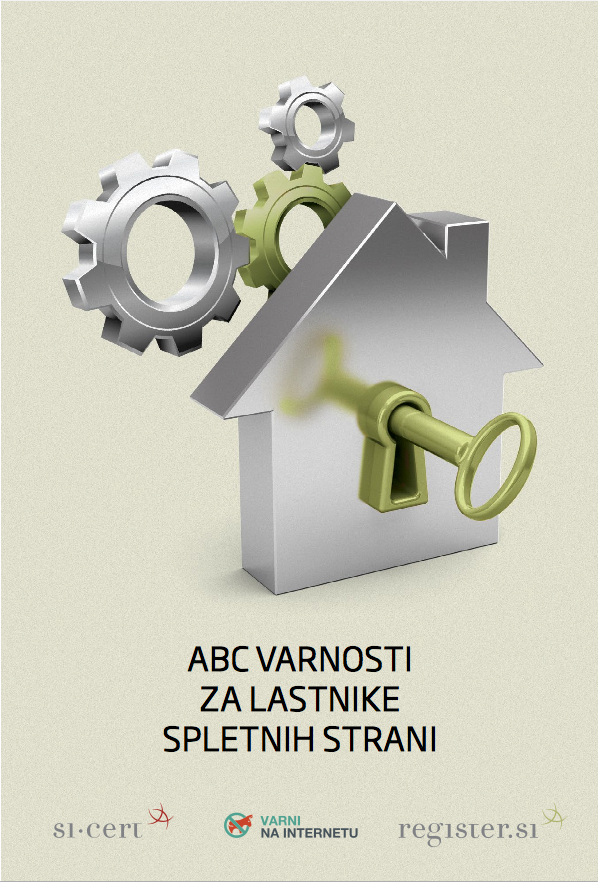 ABC VARNOSTI
ZA LASTNIKE
SPLETNIH STRANI
si·cert
VARNI
NA INTERNETU
register.si